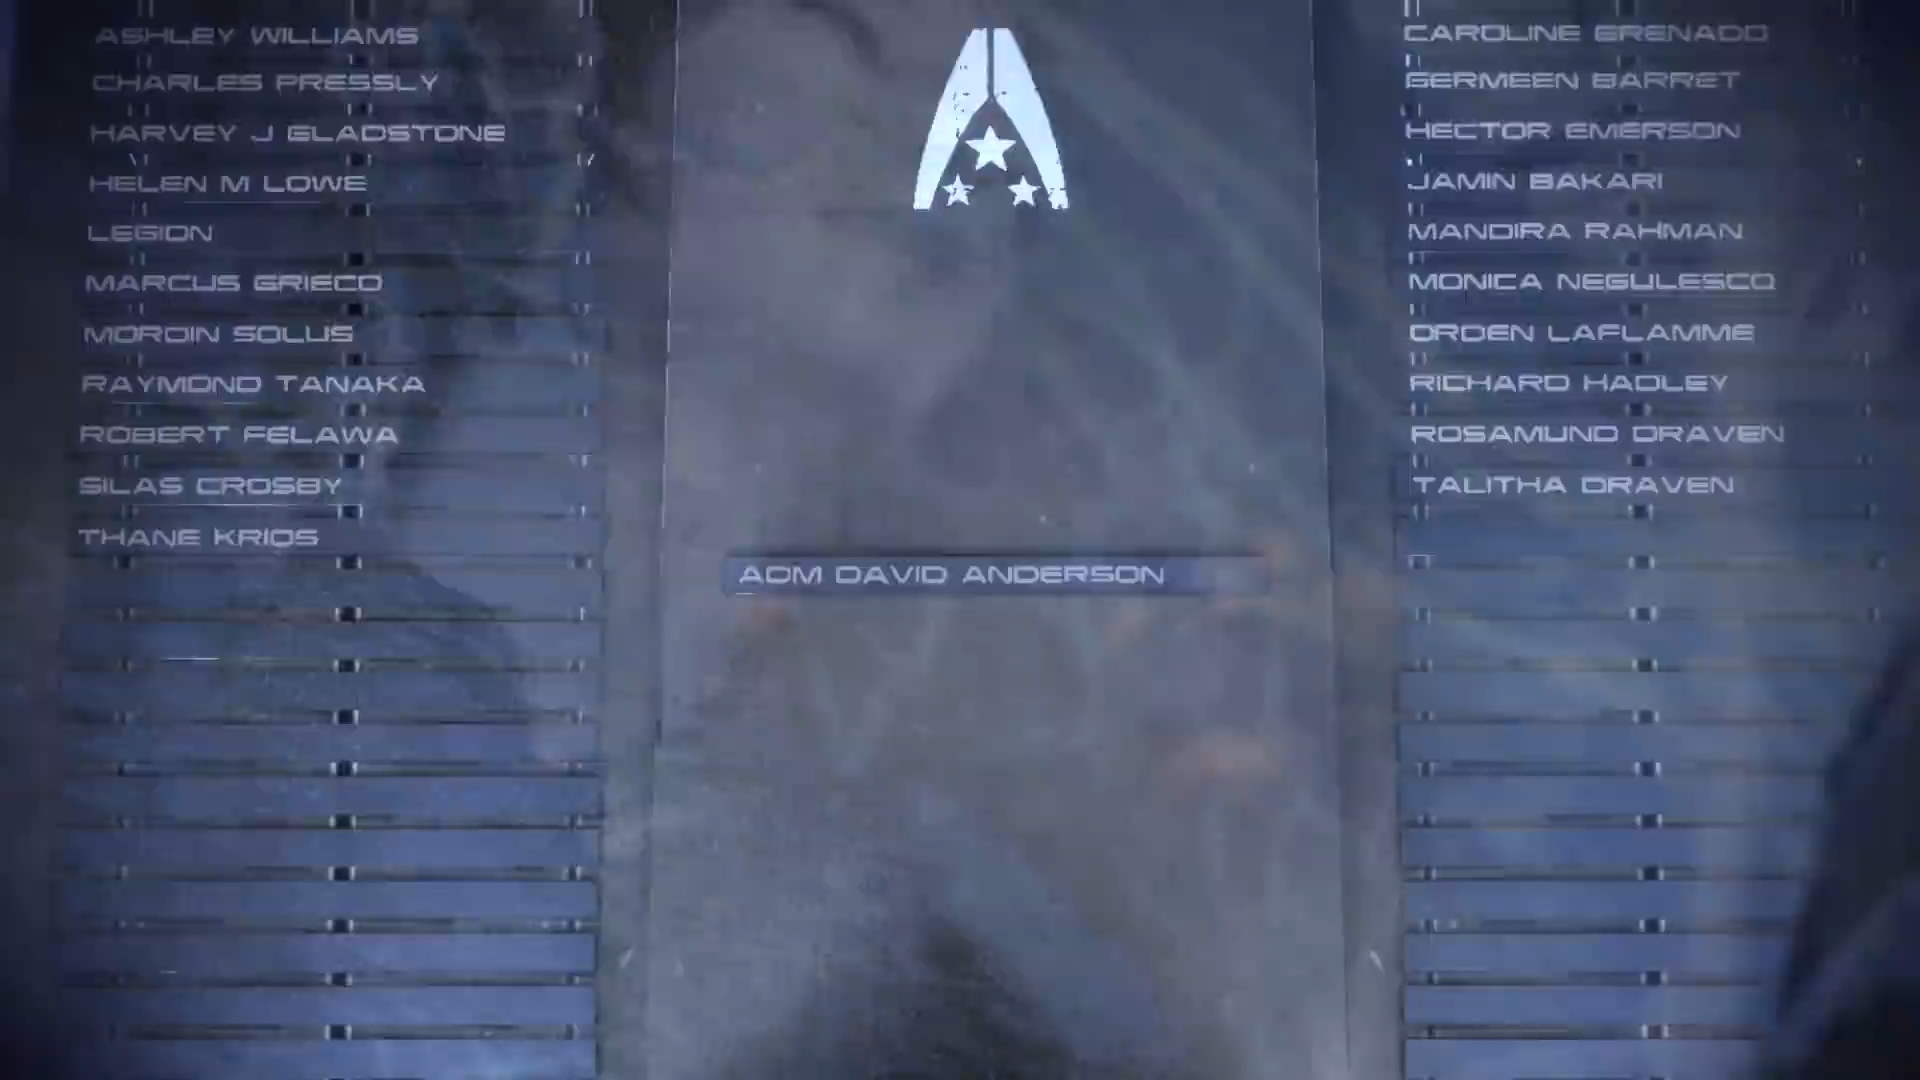 ASHLEY WILLIAMS
CHARLES PRESSLY
HARVEY J GLADSTONE
HELEN M LOWE
LEGION
MARCUS GRIECO
MORDIN SOLUS
RAYMOND TANAKA
ROBERT FELAWA
SILAS CROSBY
THANE KRIOS
ADM DAVID ANDERSON
CAROLINE GRENADO
GERMEEN BARRET
HECTOR EMERSON
JAMIN BAKARI
MANDIRA RAHMAN
MONICA NEGULESCO
ORDEN LAFLAMME
RICHARD HADLEY
ROSAMUND DRAVEN
TALITHA DRAVEN